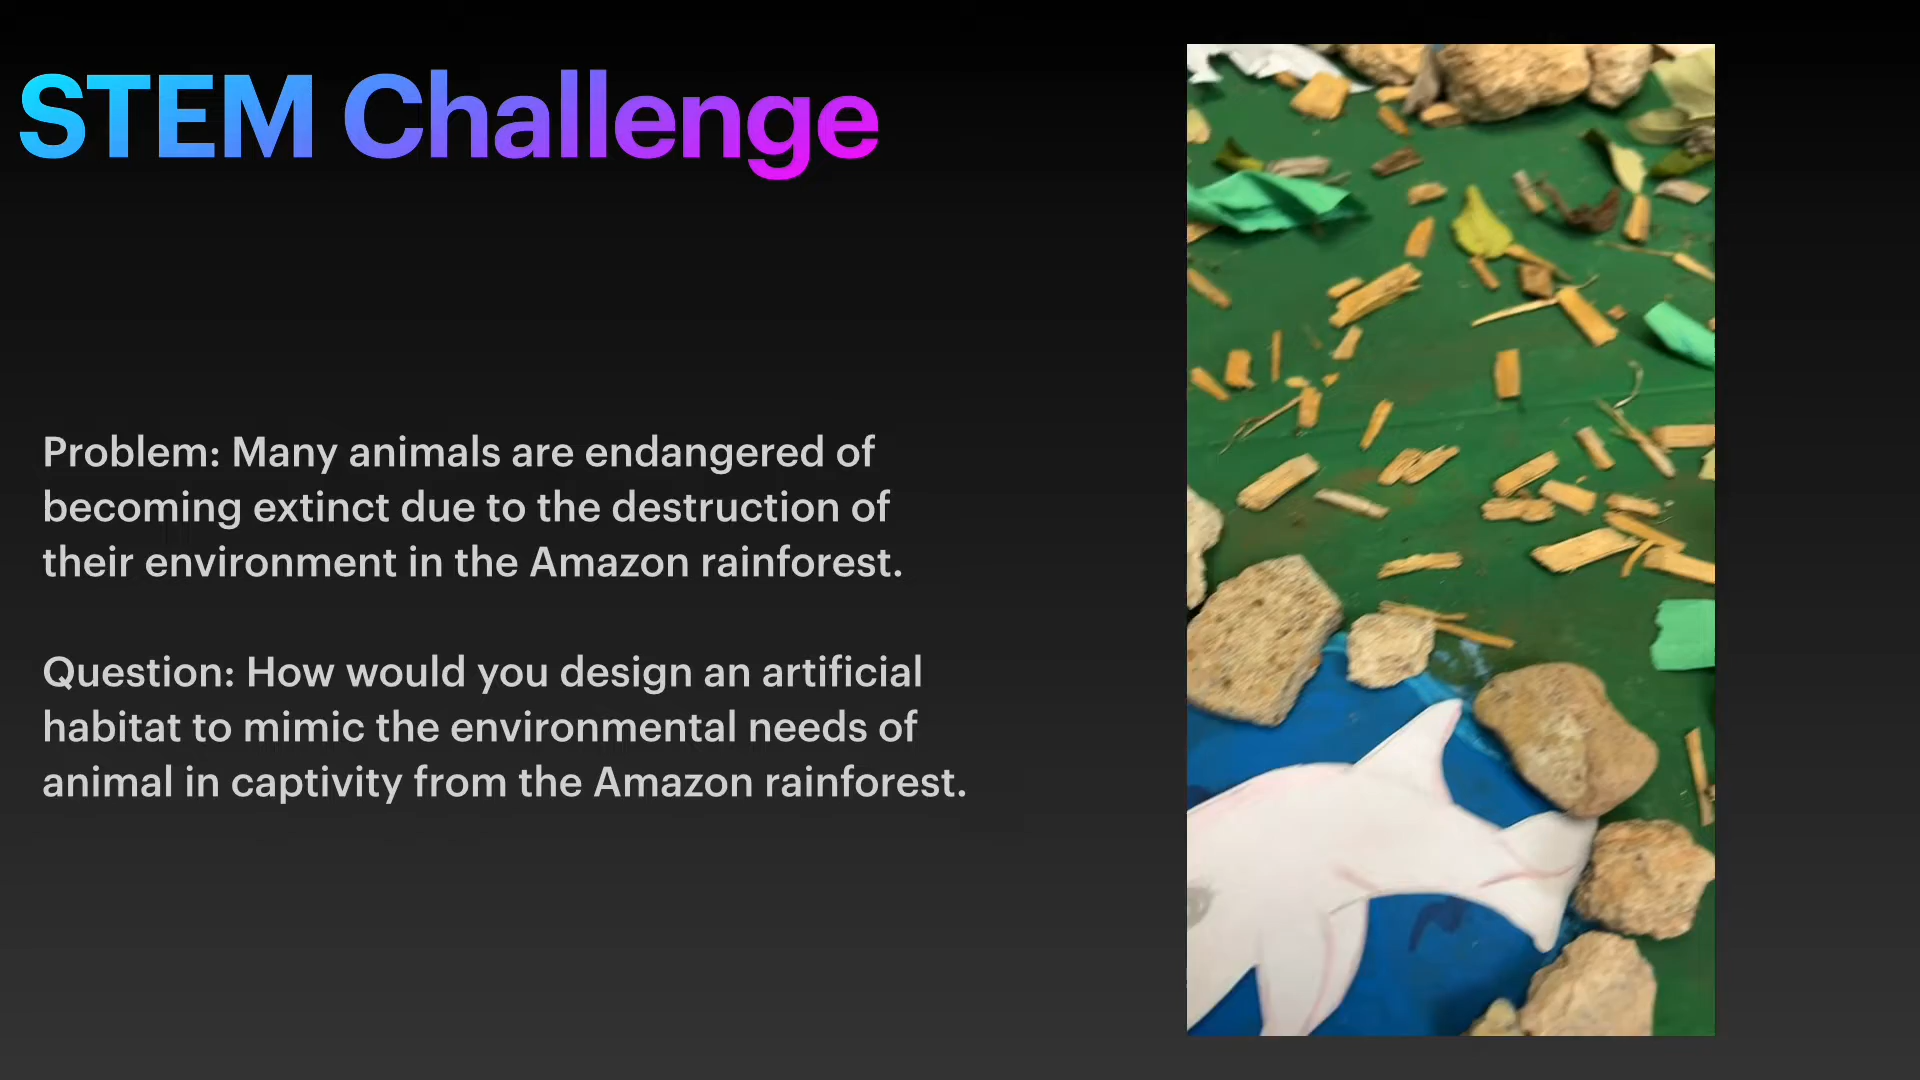 STEM Challenge
Problem: Many animals are endangered of
becoming extinct due to the destruction of
their environment in the Amazon rainforest.
Question: How would you design an artificial
habitat to mimic the environmental needs of
animal in captivity from the Amazon rainforest.